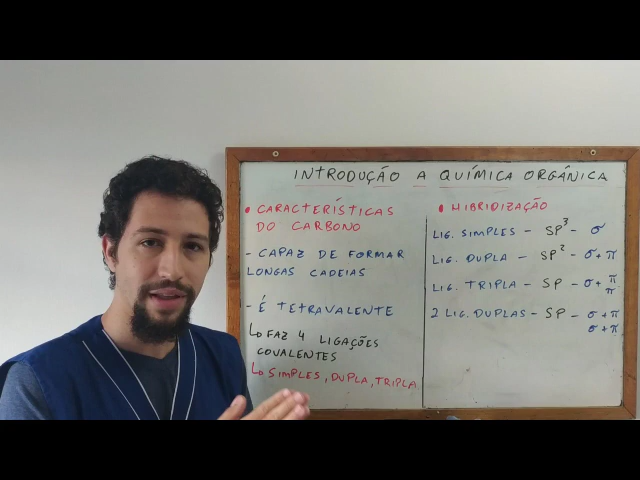 INTRODUÇÃO A QUÍMICA ORGÂNICA
• CARACTERÍSTICAS
DO CARBONO
- CAPAZ DE FORMAR
LONGAS CADEIAS
- É TETRAVALENTE
↳ FAZ 4 LIGAÇÕES
COVALENTES
↳ SIMPLES, DUPLA, TRIPLA
• HIBRIDIZAÇÃO
LIG. SIMPLES - SP³ - σ
LIG. DUPLA - SP² - σ + π
LIG. TRIPLA - SP - σ + π
π
2 LIG. DUPLAS - SP - σ + π
σ + π